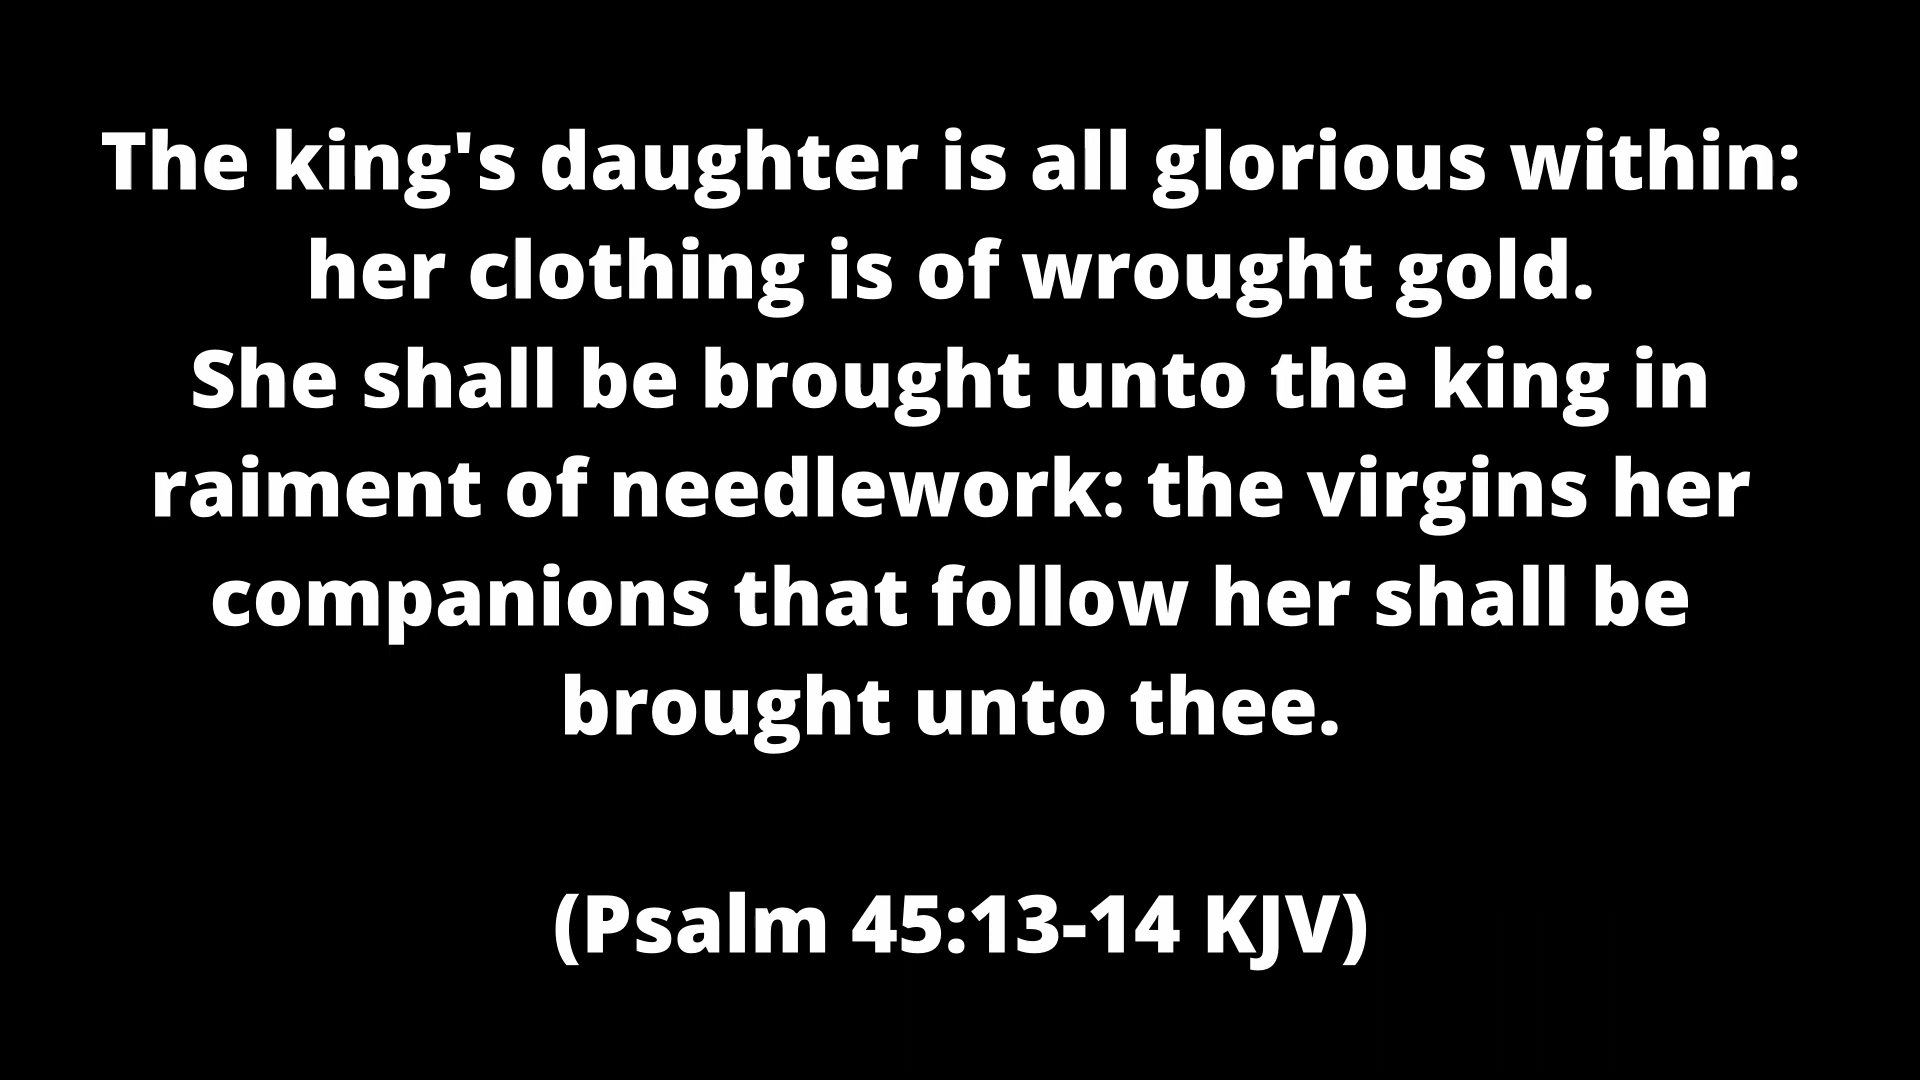 The king's daughter is all glorious within:
her clothing is of wrought gold.
She shall be brought unto the king in
raiment of needlework: the virgins her
companions that follow her shall be
brought unto thee.
(Psalm 45:13-14 KJV)